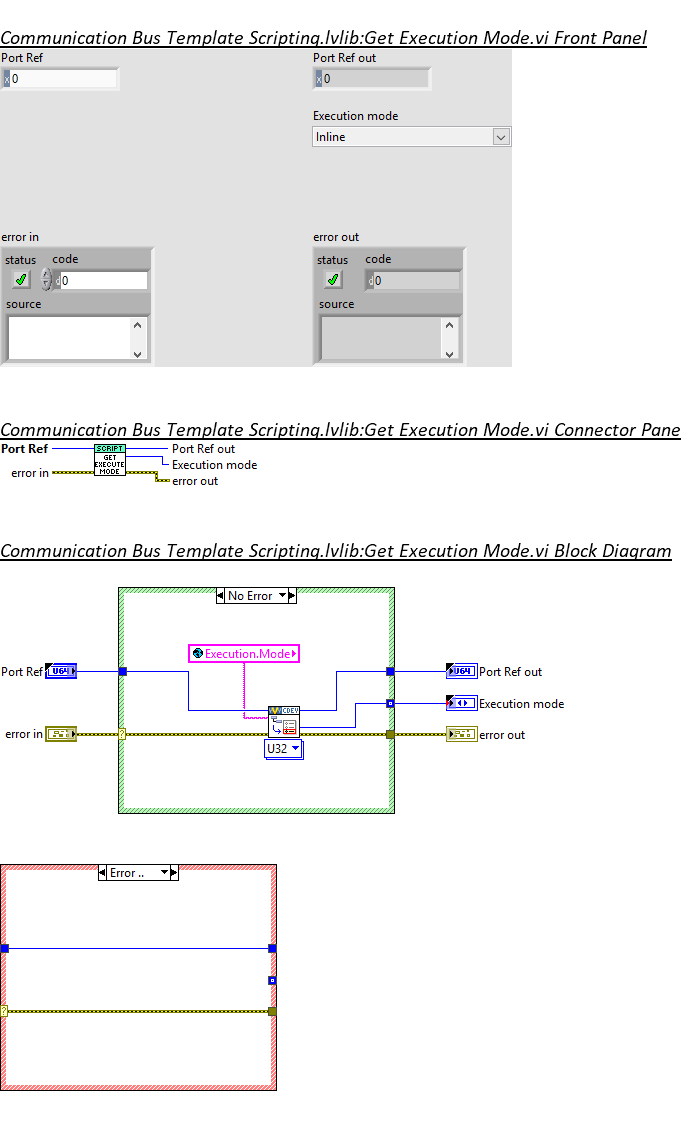 Communication Bus Template Scripting.lvlib:Get Execution Mode.vi Front Panel
Port Ref
Port Ref out
x 0
x 0
Execution mode
Inline
error in
error out
status code
status code
d 0
d 0
source
source
Communication Bus Template Scripting.lvlib:Get Execution Mode.vi Connector Pane
Port Ref
SCRIPT
GET
EXECUTE
MODE
Port Ref out
Execution mode
error in
error out
Communication Bus Template Scripting.lvlib:Get Execution Mode.vi Block Diagram
No Error
Execution.Mode
Port Ref
U64
U64
Port Ref out
CDEV
Execution mode
error in
?
error out
U32
Error ..
?